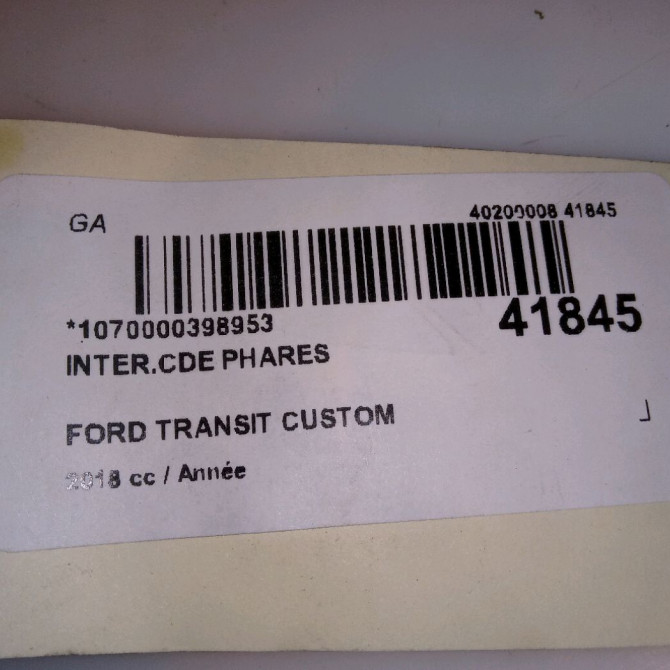 GA
40200008 41845
*1070000398953
41845
INTER.CDE PHARES
FORD TRANSIT CUSTOM
2018 cc / Année